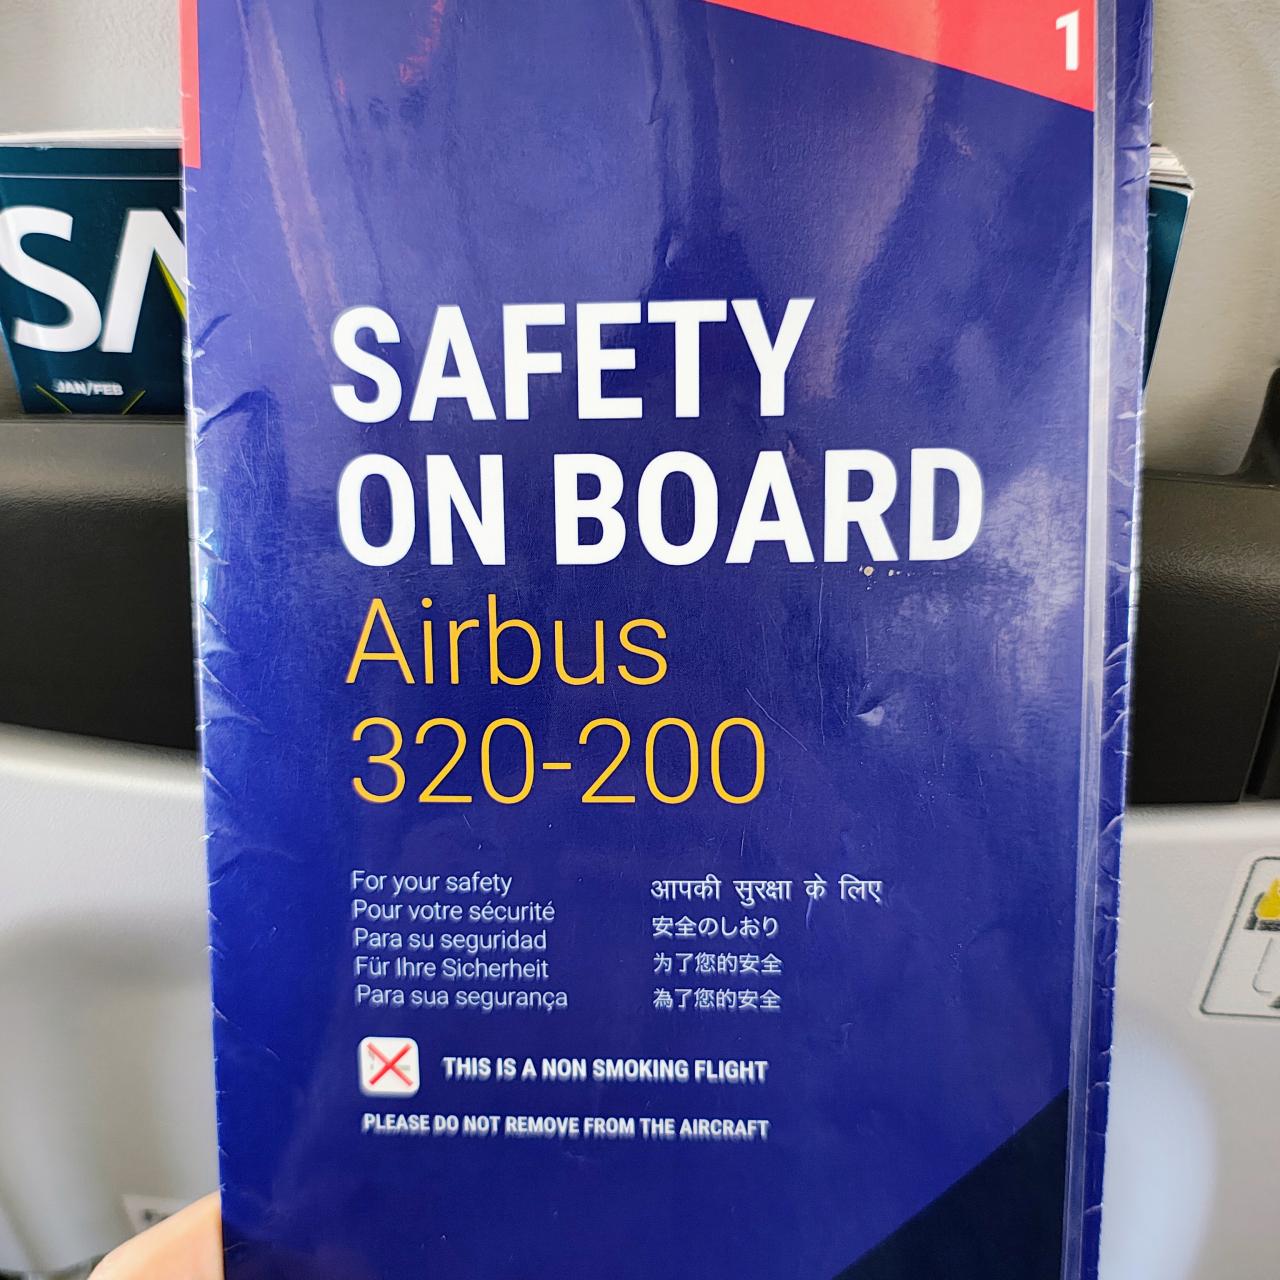 1
SA
JAN/FEB
SAFETY
ON BOARD
Airbus
320-200
For your safety
Pour votre sécurité
Para su seguridad
Für Ihre Sicherheit
Para sua segurança
आपकी सुरक्षा के लिए
安全のしおり
为了您的安全
為了您的安全
THIS IS A NON SMOKING FLIGHT
PLEASE DO NOT REMOVE FROM THE AIRCRAFT